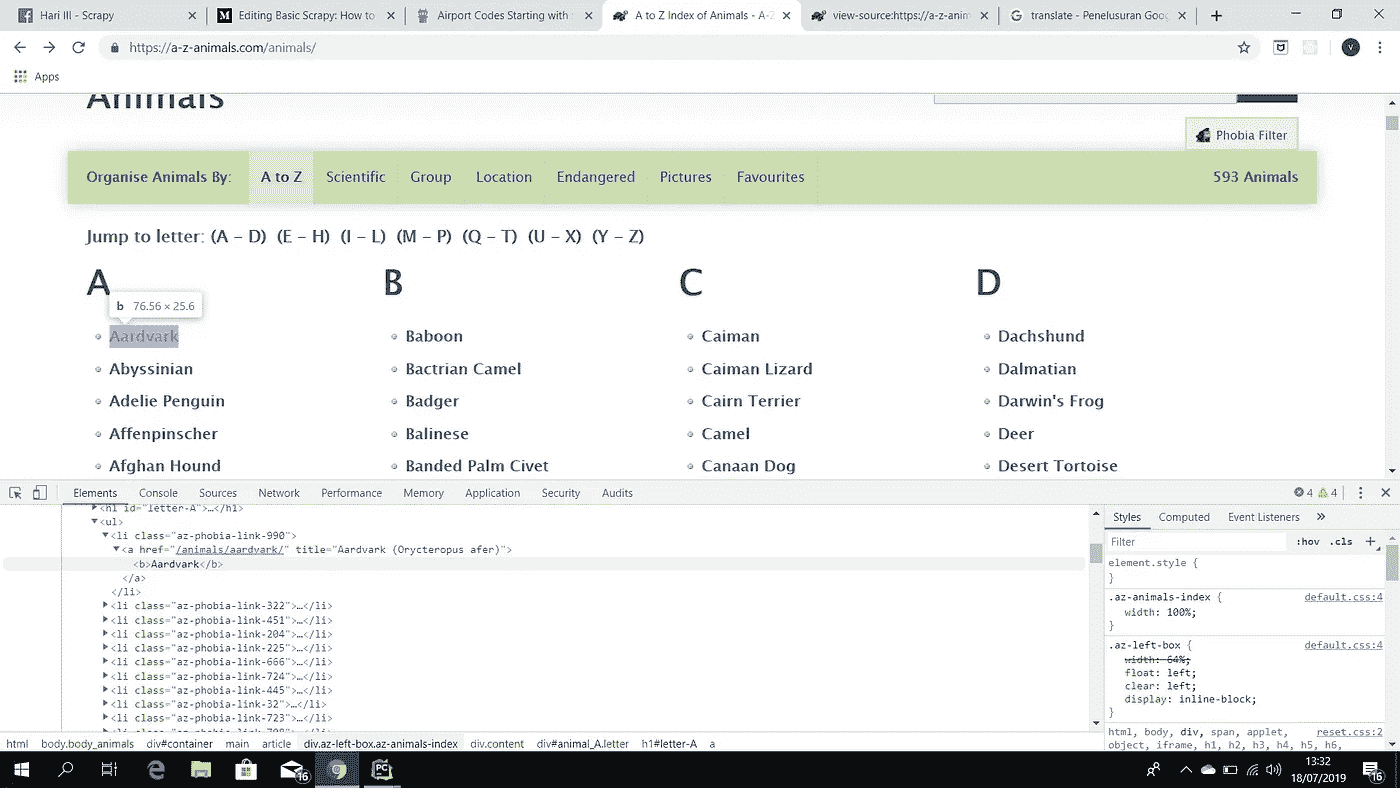 Hari III - Scrapy
Editing Basic Scrapy: How to
Airport Codes Starting with
A to Z Index of Animals - A-Z
view-source:https://a-z-anim
translate - Penelusuran Goog
https://a-z-animals.com/animals/
V
Apps
Animals
Phobia Filter
Organise Animals By: A to Z Scientific Group Location Endangered Pictures Favourites 593 Animals
Jump to letter: (A – D) (E – H) (I – L) (M – P) (Q – T) (U – X) (Y – Z)
A B C D
b 76.56 × 25.6
Aardvark Baboon Caiman Dachshund
Abyssinian Bactrian Camel Caiman Lizard Dalmatian
Adelie Penguin Badger Cairn Terrier Darwin's Frog
Affenpinscher Balinese Camel Deer
Afghan Hound Banded Palm Civet Canaan Dog Desert Tortoise
Elements Console Sources Network Performance Memory Application Security Audits 4 4
<h1 id="letter-A">…</h1>
<ul>
<li class="az-phobia-link-990">
<a href="/animals/aardvark/" title="Aardvark (Orycteropus afer)">
<b>Aardvark</b>
</a>
</li>
<li class="az-phobia-link-322">…</li>
<li class="az-phobia-link-451">…</li>
<li class="az-phobia-link-204">…</li>
<li class="az-phobia-link-225">…</li>
<li class="az-phobia-link-666">…</li>
<li class="az-phobia-link-724">…</li>
<li class="az-phobia-link-445">…</li>
<li class="az-phobia-link-32">…</li>
<li class="az-phobia-link-723">…</li>
html body.body_animals div#container main article div.az-left-box.az-animals-index div.content div#animal_A.letter h1#letter-A a
Styles Computed Event Listeners »
Filter :hov .cls +
element.style {
}
.az-animals-index { default.css:4
width: 100%;
}
.az-left-box { default.css:4
width: 64%;
float: left;
clear: left;
display: inline-block;
}
html, body, div, span, applet, reset.css:2
object, iframe, h1, h2, h3, h4, h5, h6,
16
PC
13:32
18/07/2019
16